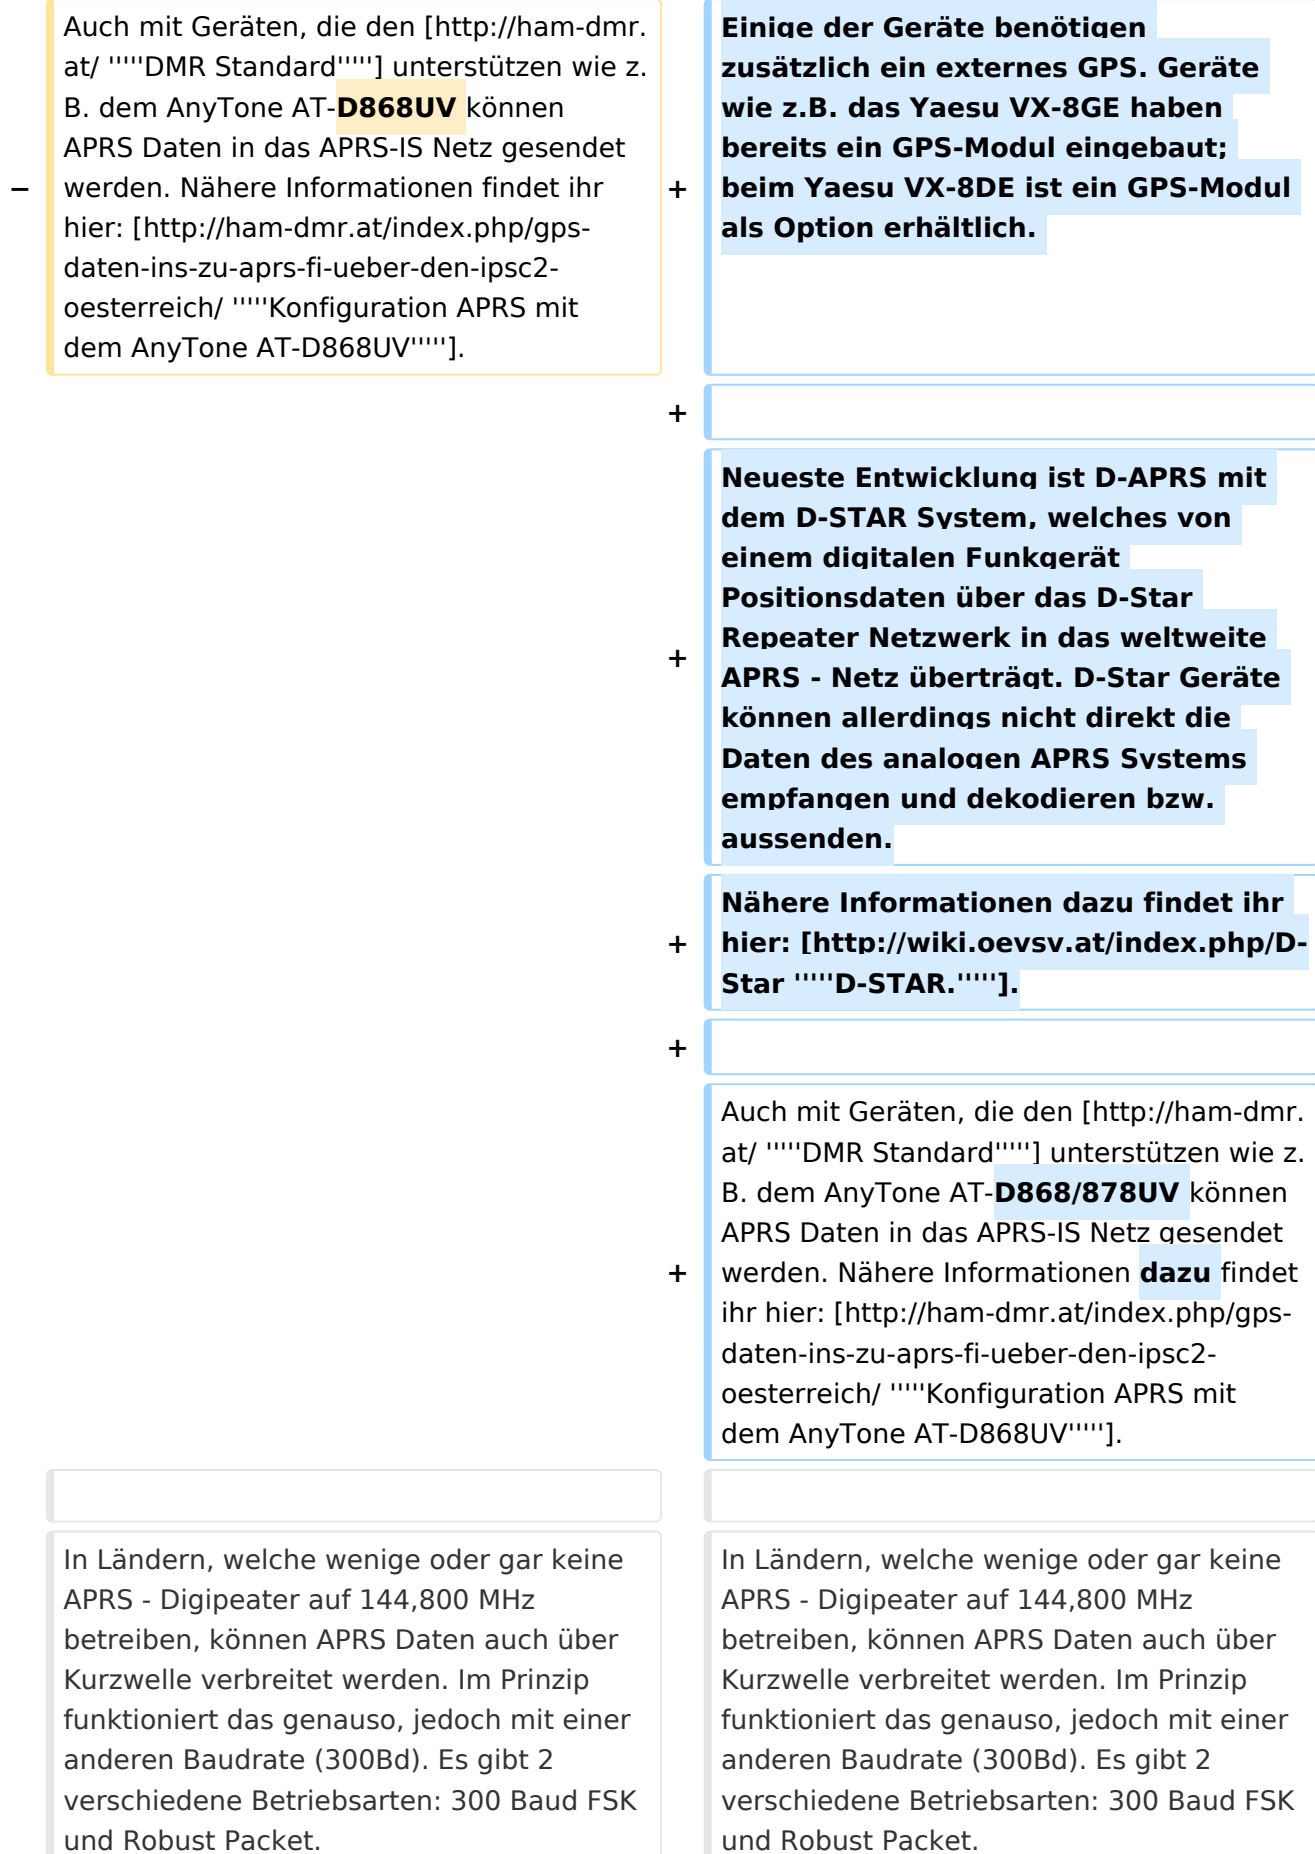 Auch mit Geräten, die den [http://ham-dmr.
at/ '''''DMR Standard'''''] unterstützen wie z.
B. dem AnyTone AT-D868UV können
APRS Daten in das APRS-IS Netz gesendet
− werden. Nähere Informationen findet ihr
hier: [http://ham-dmr.at/index.php/gps-
daten-ins-zu-aprs-fi-ueber-den-ipsc2-
oesterreich/ '''''Konfiguration APRS mit
dem AnyTone AT-D868UV'''''].
Einige der Geräte benötigen
zusätzlich ein externes GPS. Geräte
wie z.B. das Yaesu VX-8GE haben
bereits ein GPS-Modul eingebaut;
+ beim Yaesu VX-8DE ist ein GPS-Modul
als Option erhältlich.
+
Neueste Entwicklung ist D-APRS mit
dem D-STAR System, welches von
einem digitalen Funkgerät
Positionsdaten über das D-Star
Repeater Netzwerk in das weltweite
+ APRS - Netz überträgt. D-Star Geräte
können allerdings nicht direkt die
Daten des analogen APRS Systems
empfangen und dekodieren bzw.
aussenden.
Nähere Informationen dazu findet ihr
+ hier: [http://wiki.oevsv.at/index.php/D-
Star '''''D-STAR.'''''].
+
Auch mit Geräten, die den [http://ham-dmr.
at/ '''''DMR Standard'''''] unterstützen wie z.
B. dem AnyTone AT-D868/878UV können
APRS Daten in das APRS-IS Netz gesendet
+ werden. Nähere Informationen dazu findet
ihr hier: [http://ham-dmr.at/index.php/gps-
daten-ins-zu-aprs-fi-ueber-den-ipsc2-
oesterreich/ '''''Konfiguration APRS mit
dem AnyTone AT-D868UV'''''].
In Ländern, welche wenige oder gar keine
APRS - Digipeater auf 144,800 MHz
betreiben, können APRS Daten auch über
Kurzwelle verbreitet werden. Im Prinzip
funktioniert das genauso, jedoch mit einer
anderen Baudrate (300Bd). Es gibt 2
verschiedene Betriebsarten: 300 Baud FSK
und Robust Packet.
In Ländern, welche wenige oder gar keine
APRS - Digipeater auf 144,800 MHz
betreiben, können APRS Daten auch über
Kurzwelle verbreitet werden. Im Prinzip
funktioniert das genauso, jedoch mit einer
anderen Baudrate (300Bd). Es gibt 2
verschiedene Betriebsarten: 300 Baud FSK
und Robust Packet.